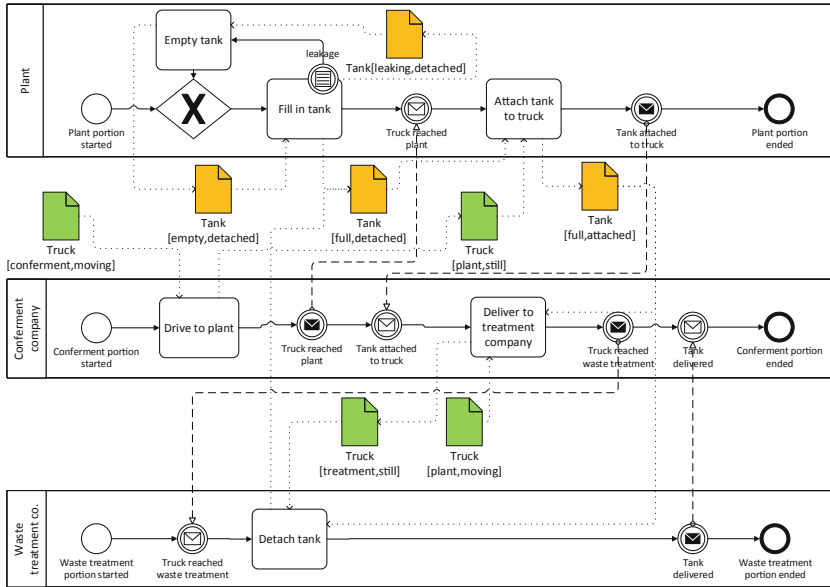 Plant
Empty tank
leakage
Tank[leaking,detached]
X
Fill in tank
Attach tank
to truck
Plant portion
started
Truck reached
plant
Tank attached
to truck
Plant portion
ended
Truck
[conferment,moving]
Tank
[empty,detached]
Tank
[full,detached]
Truck
[plant,still]
Tank
[full,attached]
Conferment
company
Drive to plant
Deliver to
treatment
company
Conferment portion
started
Truck reached
plant
Tank attached
to truck
Truck reached
waste treatment
Tank
delivered
Conferment portion
ended
Truck
[treatment,still]
Truck
[plant,moving]
Waste
treatment co.
Detach tank
Waste treatment
portion started
Truck reached
waste treatment
Tank
delivered
Waste treatment
portion ended